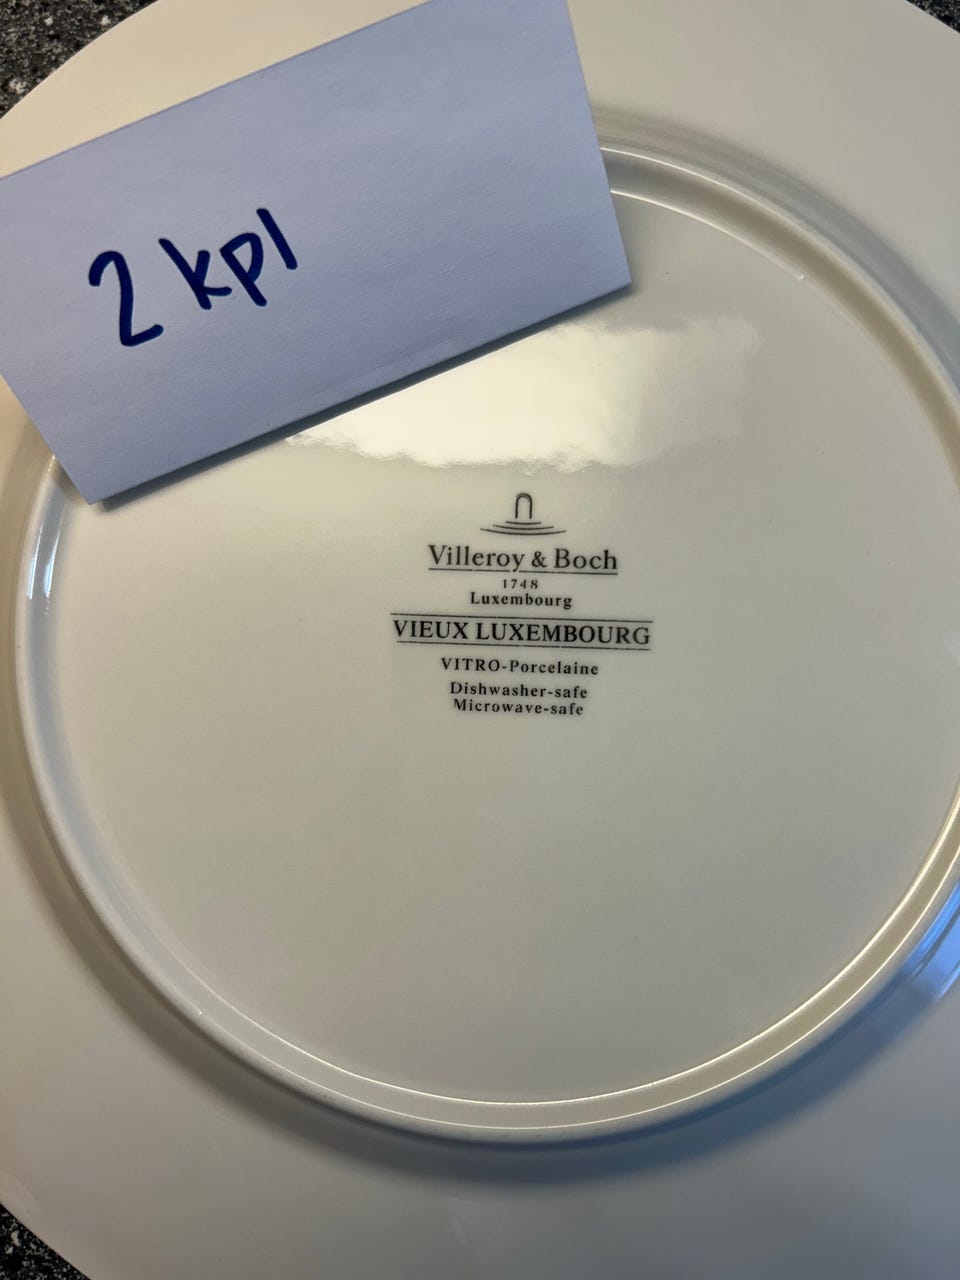 2 kpl
Villeroy & Boch
1748
Luxembourg
VIEUX LUXEMBOURG
VITRO-Porcelaine
Dishwasher-safe
Microwave-safe